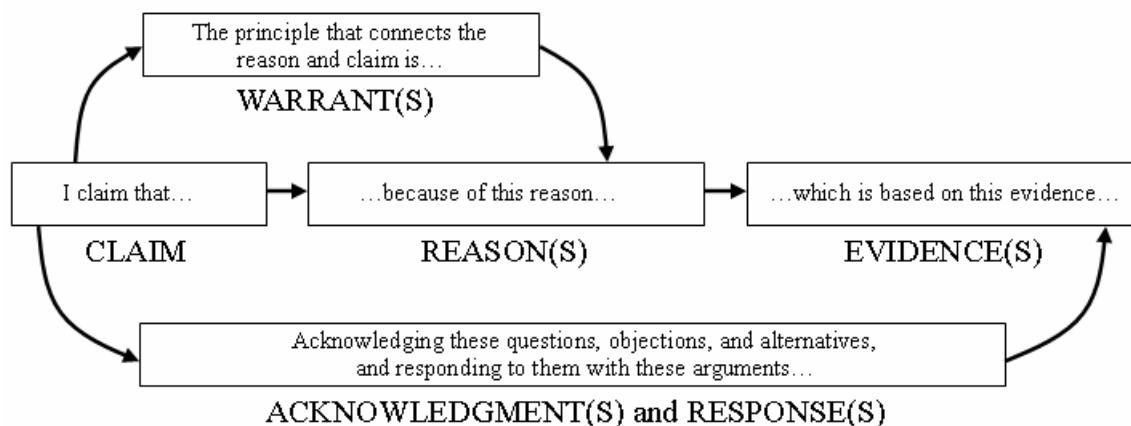 The principle that connects the
reason and claim is…
WARRANT(S)
I claim that…
…because of this reason…
…which is based on this evidence…
CLAIM
REASON(S)
EVIDENCE(S)
Acknowledging these questions, objections, and alternatives,
and responding to them with these arguments…
ACKNOWLEDGMENT(S) and RESPONSE(S)